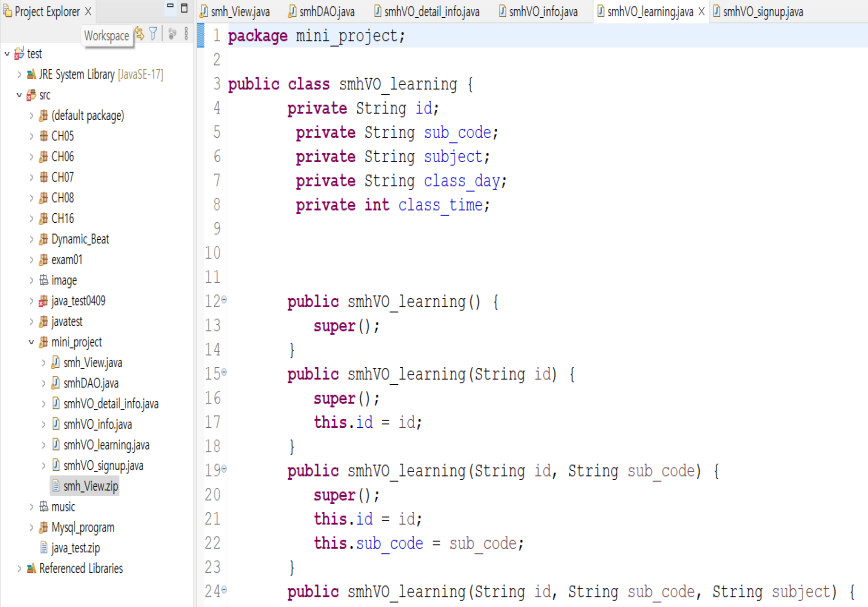 Project Explorer
smh_View.java
smhDAO.java
smhVO_detail_info.java
smhVO_info.java
smhVO_learning.java
smhVO_signup.java
Workspace
test
JRE System Library [JavaSE-17]
src
(default package)
CH05
CH06
CH07
CH08
CH16
Dynamic_Beat
exam01
image
java_test0409
javatest
mini_project
smh_View.java
smhDAO.java
smhVO_detail_info.java
smhVO_info.java
smhVO_learning.java
smhVO_signup.java
smh_View.zip
music
Mysql_program
java_test.zip
Referenced Libraries
1 package mini_project;
2
3 public class smhVO_learning {
4 private String id;
5 private String sub_code;
6 private String subject;
7 private String class_day;
8 private int class_time;
9
10
11
12 public smhVO_learning() {
13 super();
14 }
15 public smhVO_learning(String id) {
16 super();
17 this.id = id;
18 }
19 public smhVO_learning(String id, String sub_code) {
20 super();
21 this.id = id;
22 this.sub_code = sub_code;
23 }
24 public smhVO_learning(String id, String sub_code, String subject) {